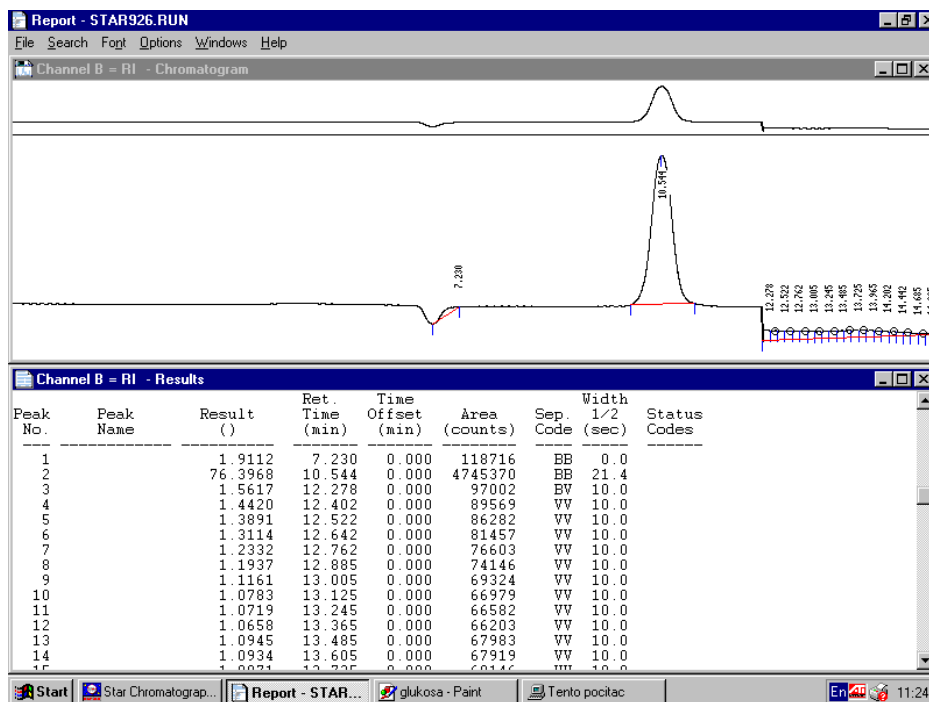 Report - STAR926.RUN
File Search Font Options Windows Help
Channel B = RI - Chromatogram
10.544
7.230
12.278
12.522
12.762
13.005
13.245
13.485
13.725
13.965
14.202
14.442
14.685
Channel B = RI - Results
Ret. Time Width
Peak Peak Result Time Offset Area Sep. 1/2 Status
No. Name () (min) (min) (counts) Code (sec) Codes
1 1.9112 7.230 0.000 118716 BB 0.0
2 76.3968 10.544 0.000 4745370 BB 21.4
3 1.5617 12.278 0.000 97002 BV 10.0
4 1.4420 12.402 0.000 89569 VV 10.0
5 1.3891 12.522 0.000 86282 VV 10.0
6 1.3114 12.642 0.000 81457 VV 10.0
7 1.2332 12.762 0.000 76603 VV 10.0
8 1.1937 12.885 0.000 74146 VV 10.0
9 1.1161 13.005 0.000 69324 VV 10.0
10 1.0783 13.125 0.000 66979 VV 10.0
11 1.0719 13.245 0.000 66582 VV 10.0
12 1.0658 13.365 0.000 66203 VV 10.0
13 1.0945 13.485 0.000 67983 VV 10.0
14 1.0934 13.605 0.000 67919 VV 10.0
Start Star Chromatograp... Report - STAR... glukosa - Paint Tento pocitac En 11:24